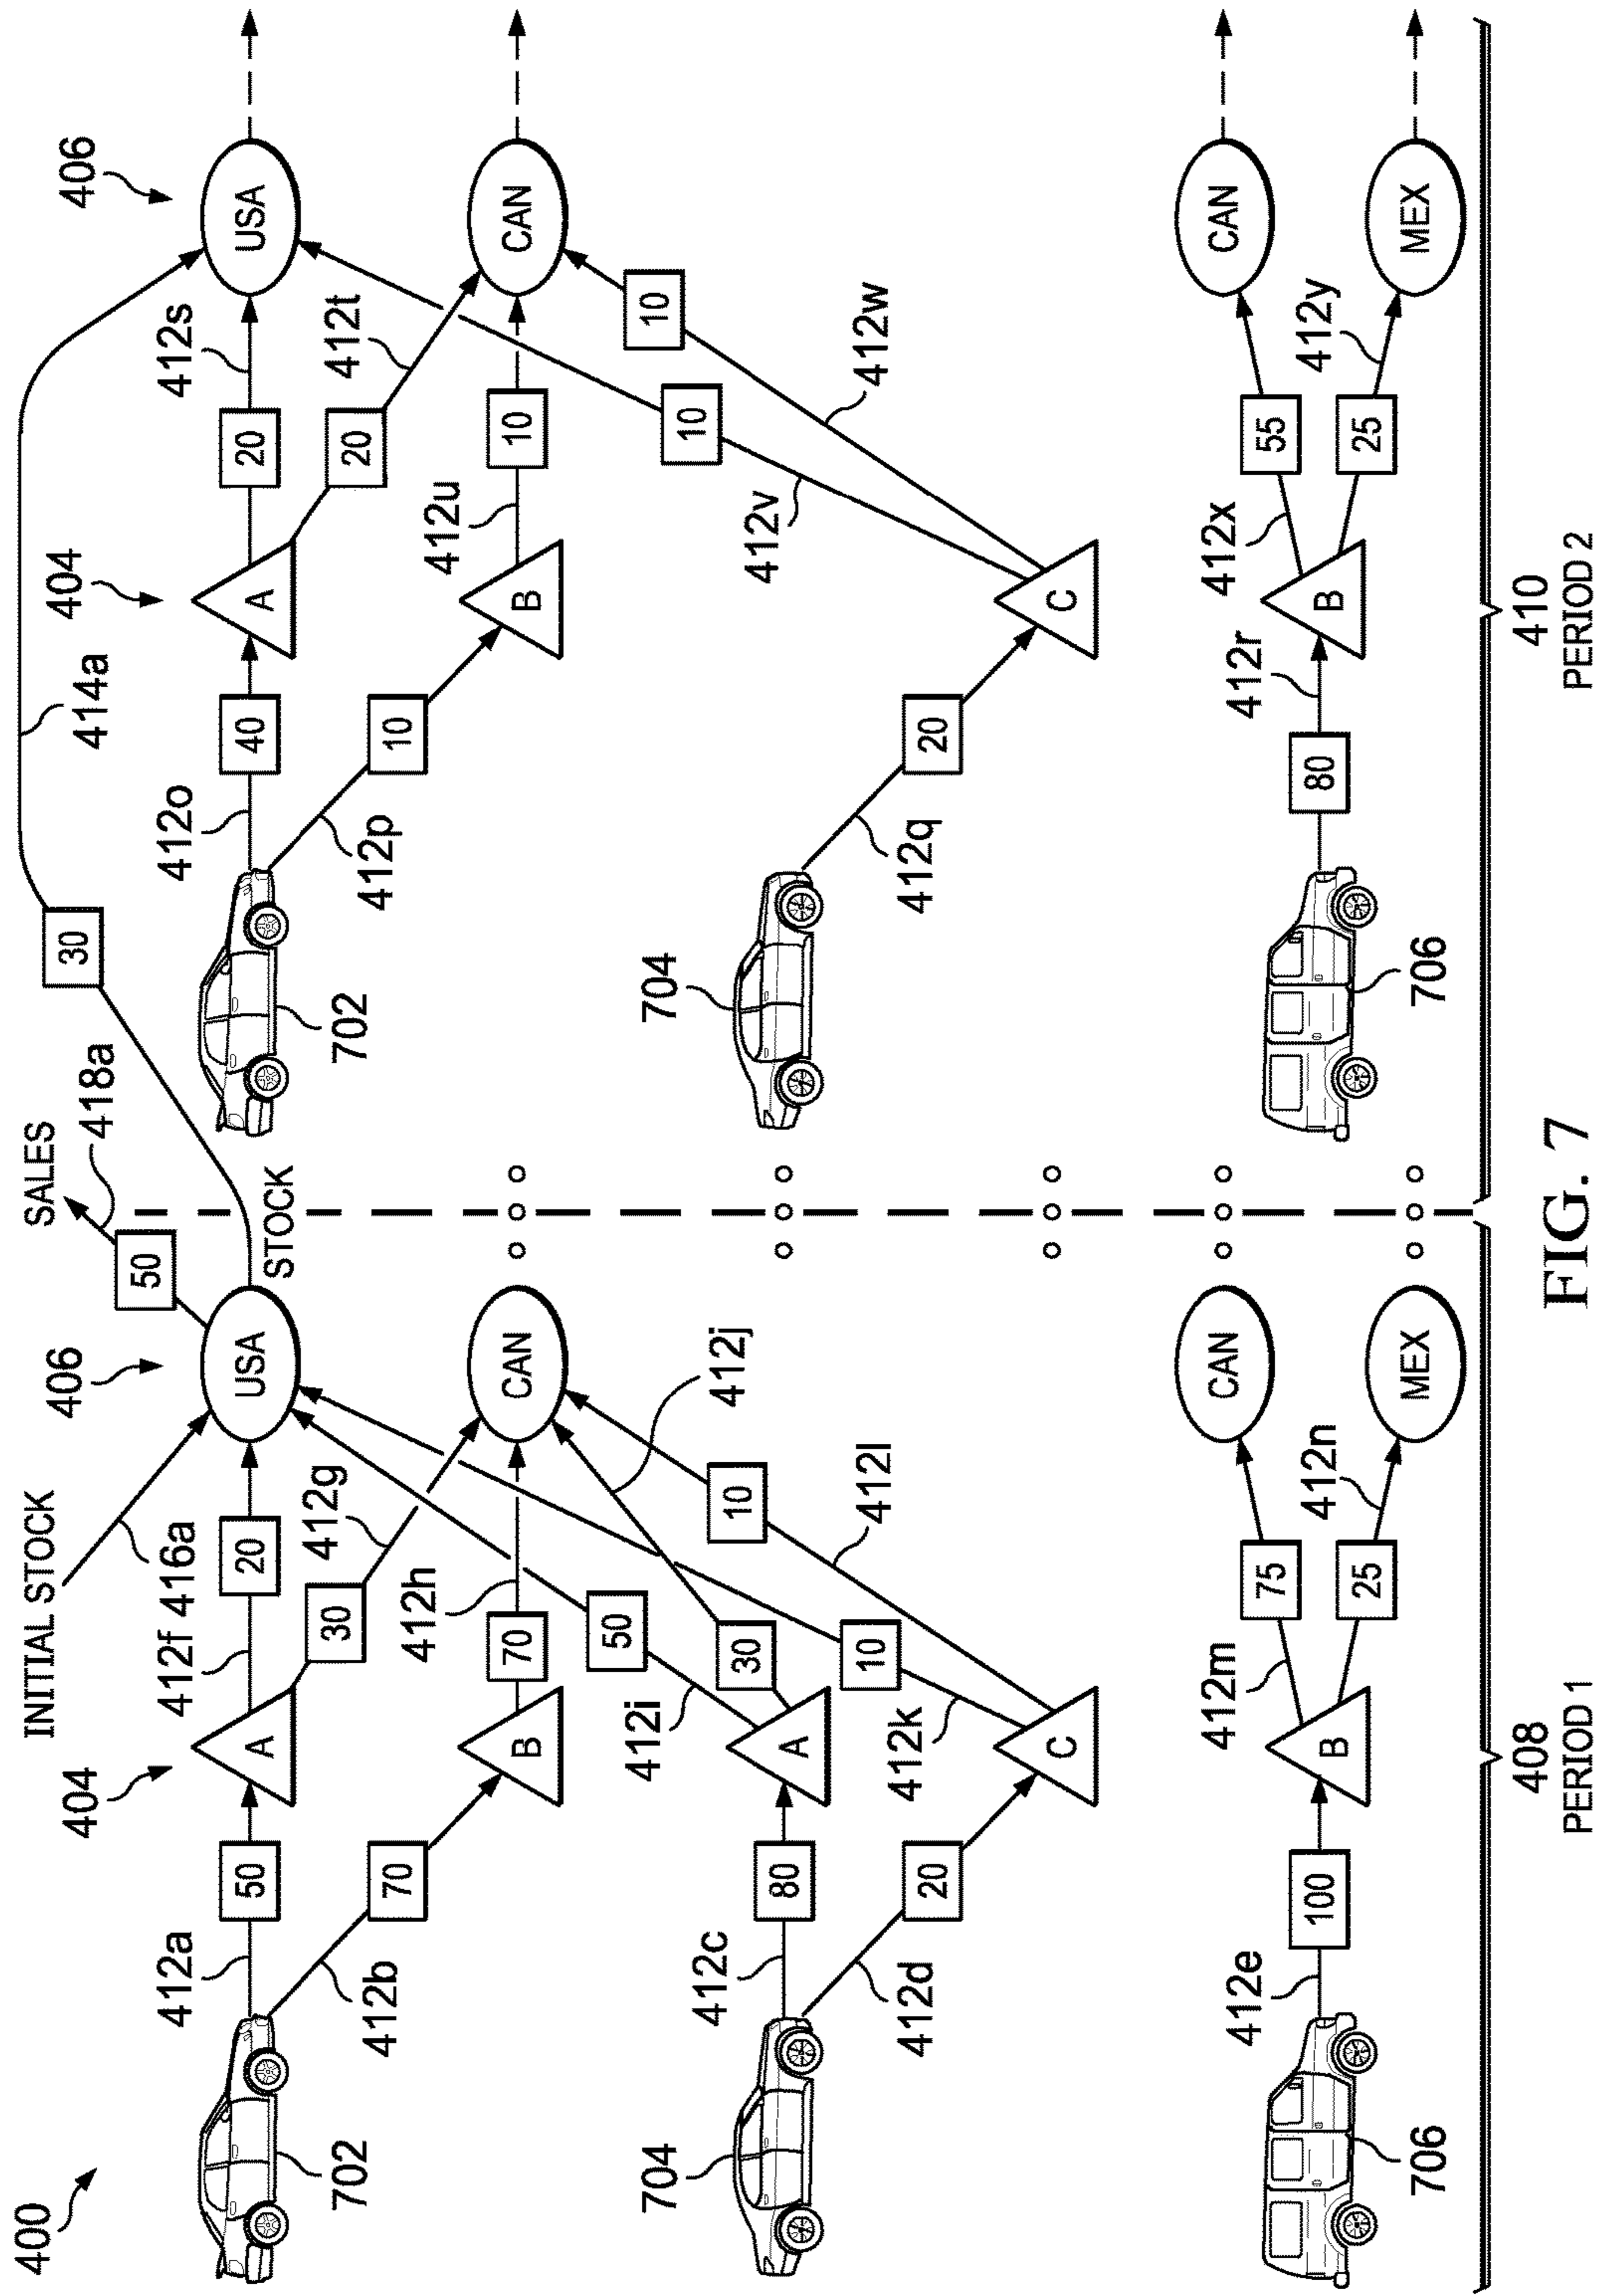 400
INITIAL STOCK
416a
SALES
418a
50
STOCK
30
414a
404
406
404
406
702
412a
50
A
412f
20
USA
702
412o
40
A
412s
20
USA
412b
70
B
412g
30
412h
70
CAN
412p
10
B
412t
20
412u
10
CAN
704
412c
80
A
412i
50
30
412j
704
412d
20
C
412k
10
10
412l
412q
20
C
412v
10
10
412w
706
412e
100
B
412m
75
CAN
412n
25
MEX
706
80
412r
B
412x
55
CAN
412y
25
MEX
408
PERIOD 1
410
PERIOD 2
FIG. 7